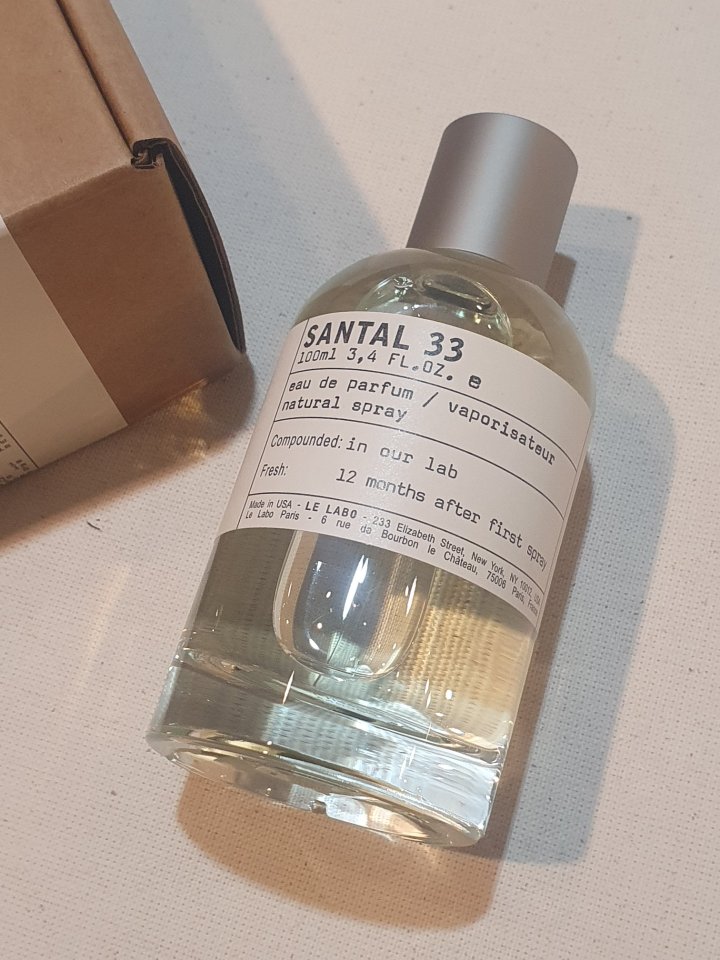 SANTAL 33
100ml 3,4 FL.OZ. e
eau de parfum / vaporisateur
natural spray
Compounded: in our lab
Fresh: 12 months after first spray
Made in USA - LE LABO - 233 Elizabeth Street, New York, NY 10012, USA
Le Labo Paris - 6 rue de Bourbon le Château, 75006 Paris, France